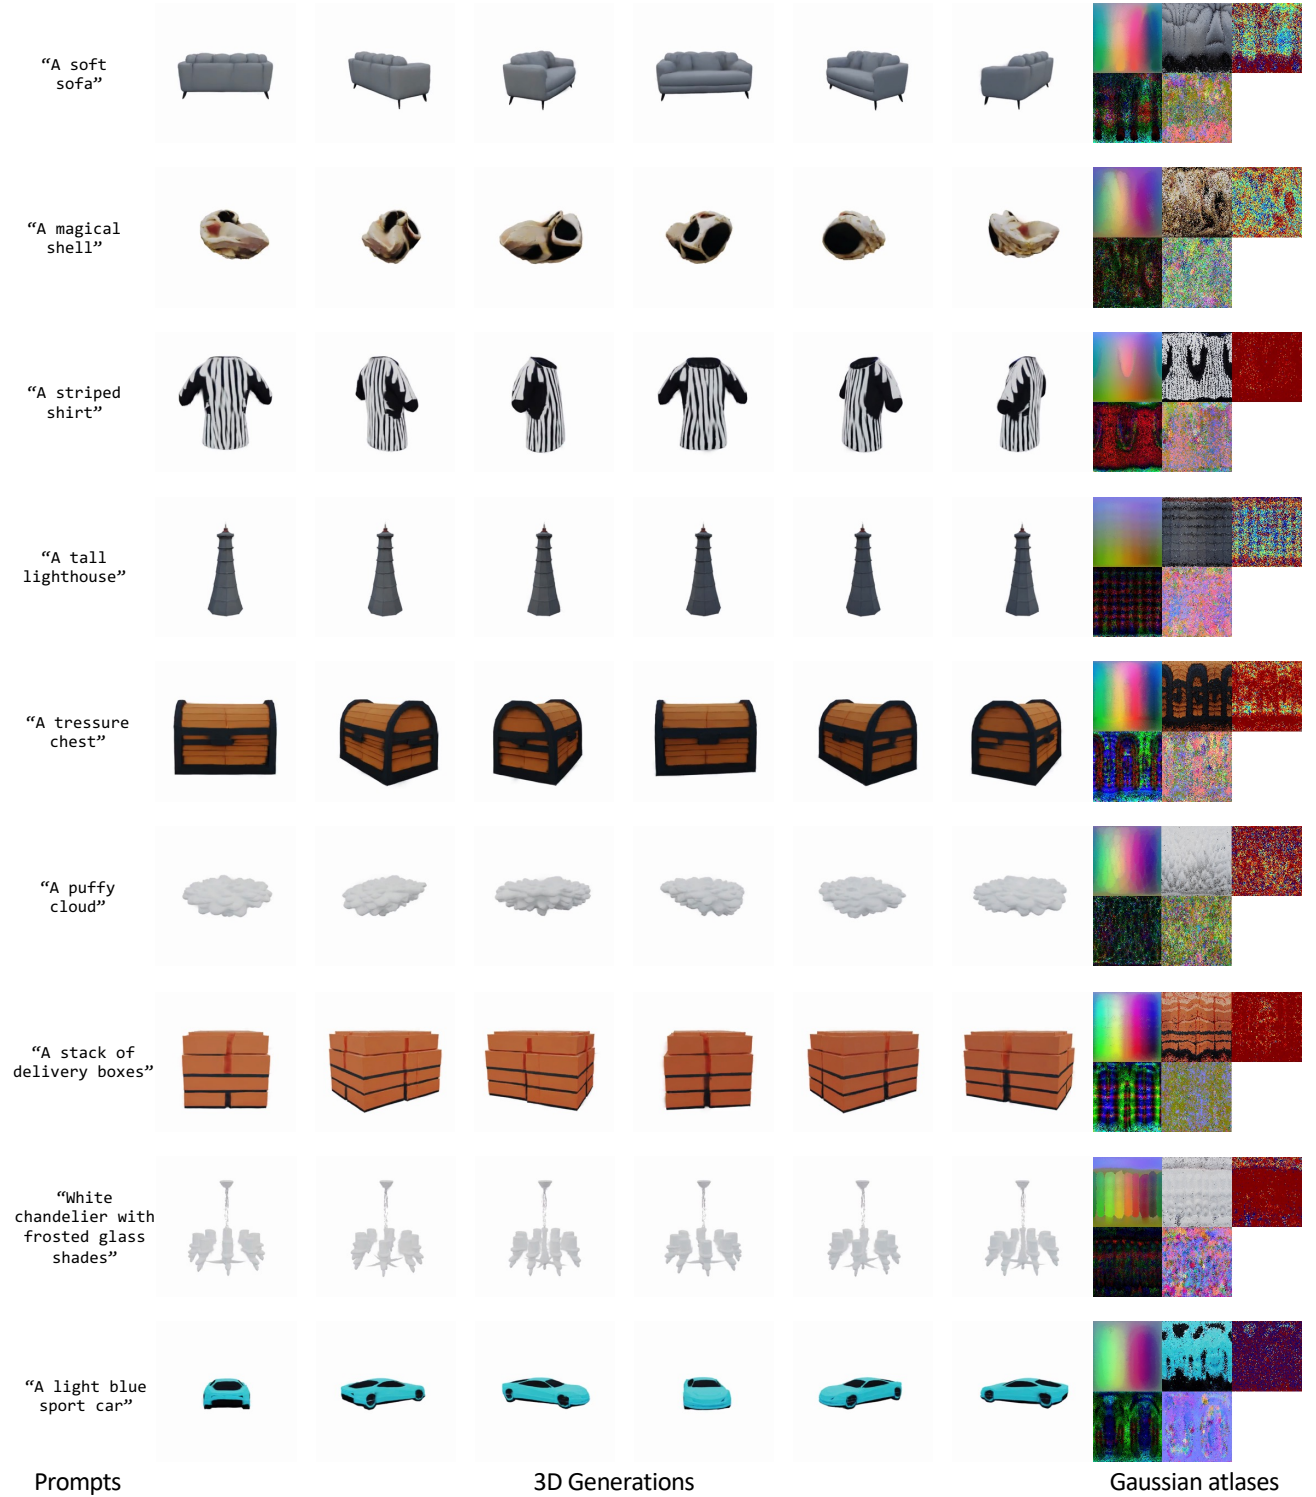 “A soft
sofa”
“A magical
shell”
“A striped
shirt”
“A tall
lighthouse”
“A tressure
chest”
“A puffy
cloud”
“A stack of
delivery boxes”
“White
chandelier with
frosted glass
shades”
“A light blue
sport car”
Prompts
3D Generations
Gaussian atlases